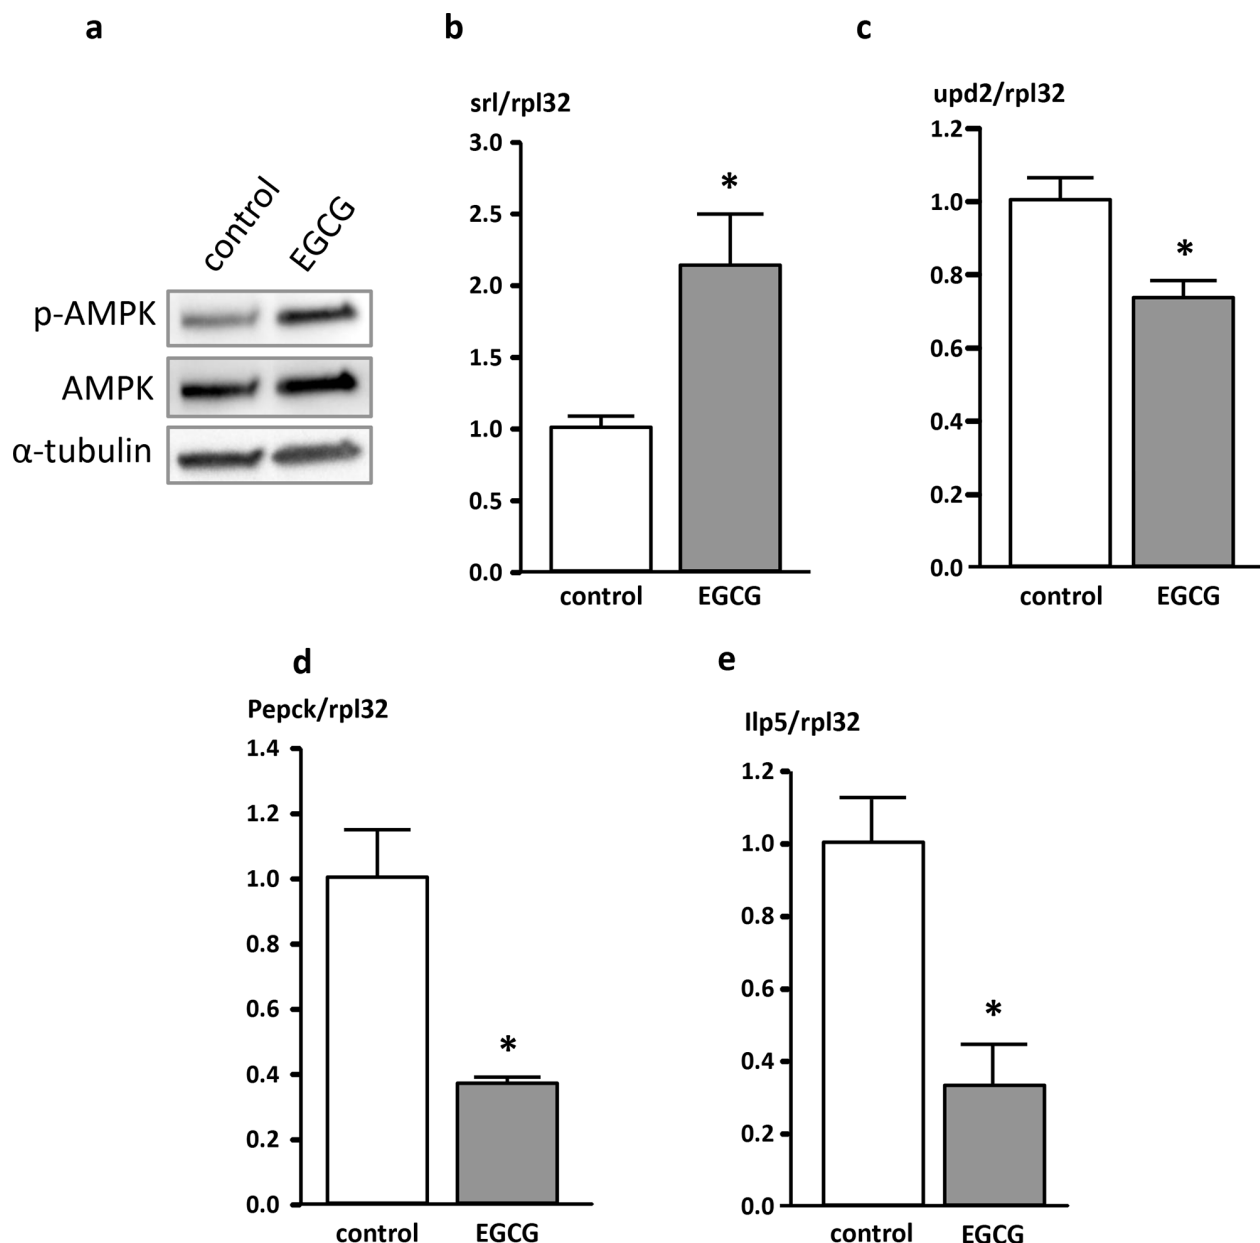 a
control
EGCG
p-AMPK
AMPK
α-tubulin
b
srl/rpl32
3.0
2.5
2.0
1.5
1.0
0.5
0.0
*
control EGCG
c
upd2/rpl32
1.2
1.0
0.8
0.6
0.4
0.2
0.0
*
control EGCG
d
Pepck/rpl32
1.4
1.2
1.0
0.8
0.6
0.4
0.2
0.0
*
control EGCG
e
Ilp5/rpl32
1.2
1.0
0.8
0.6
0.4
0.2
0.0
*
control EGCG